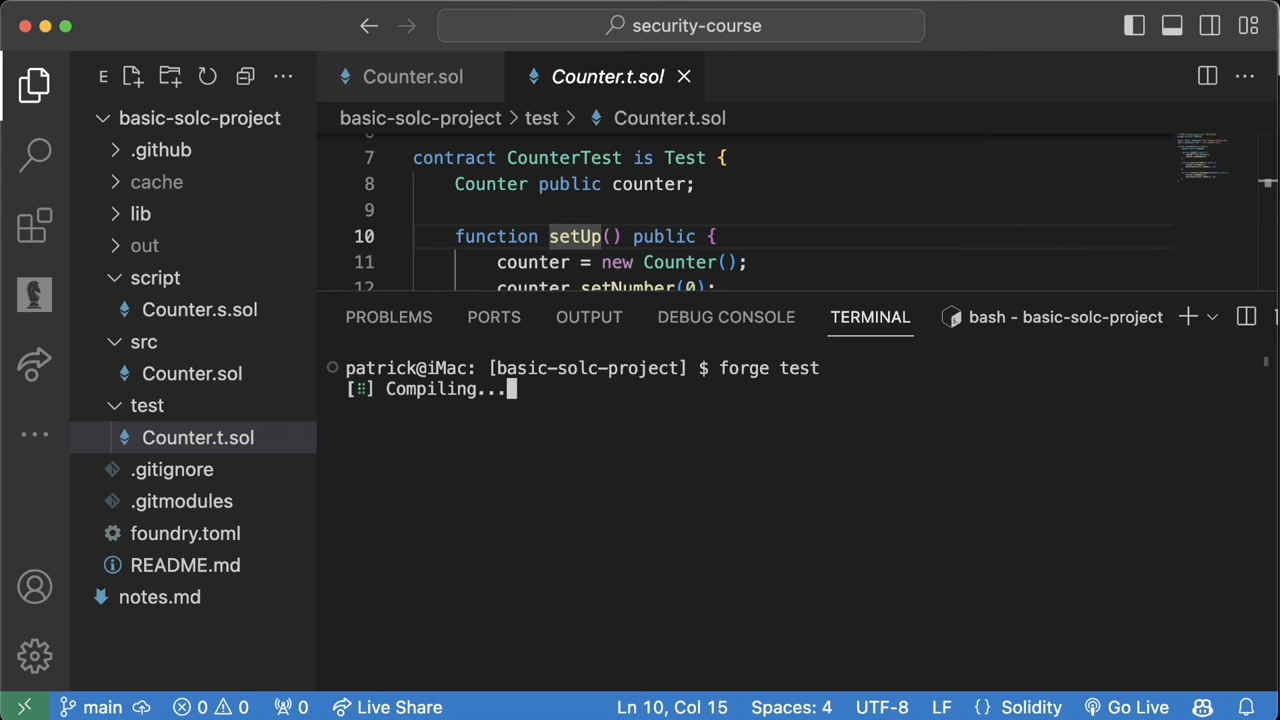 security-course
E
Counter.sol
Counter.t.sol
basic-solc-project
.github
cache
lib
out
script
Counter.s.sol
src
Counter.sol
test
Counter.t.sol
.gitignore
.gitmodules
foundry.toml
README.md
notes.md
basic-solc-project > test > Counter.t.sol
7 contract CounterTest is Test {
8 Counter public counter;
9
10 function setUp() public {
11 counter = new Counter();
12 counter.setNumber(0);
PROBLEMS PORTS OUTPUT DEBUG CONSOLE TERMINAL bash - basic-solc-project
patrick@iMac: [basic-solc-project] $ forge test
[⠿] Compiling...
main 0 0 0 Live Share Ln 10, Col 15 Spaces: 4 UTF-8 LF {} Solidity Go Live